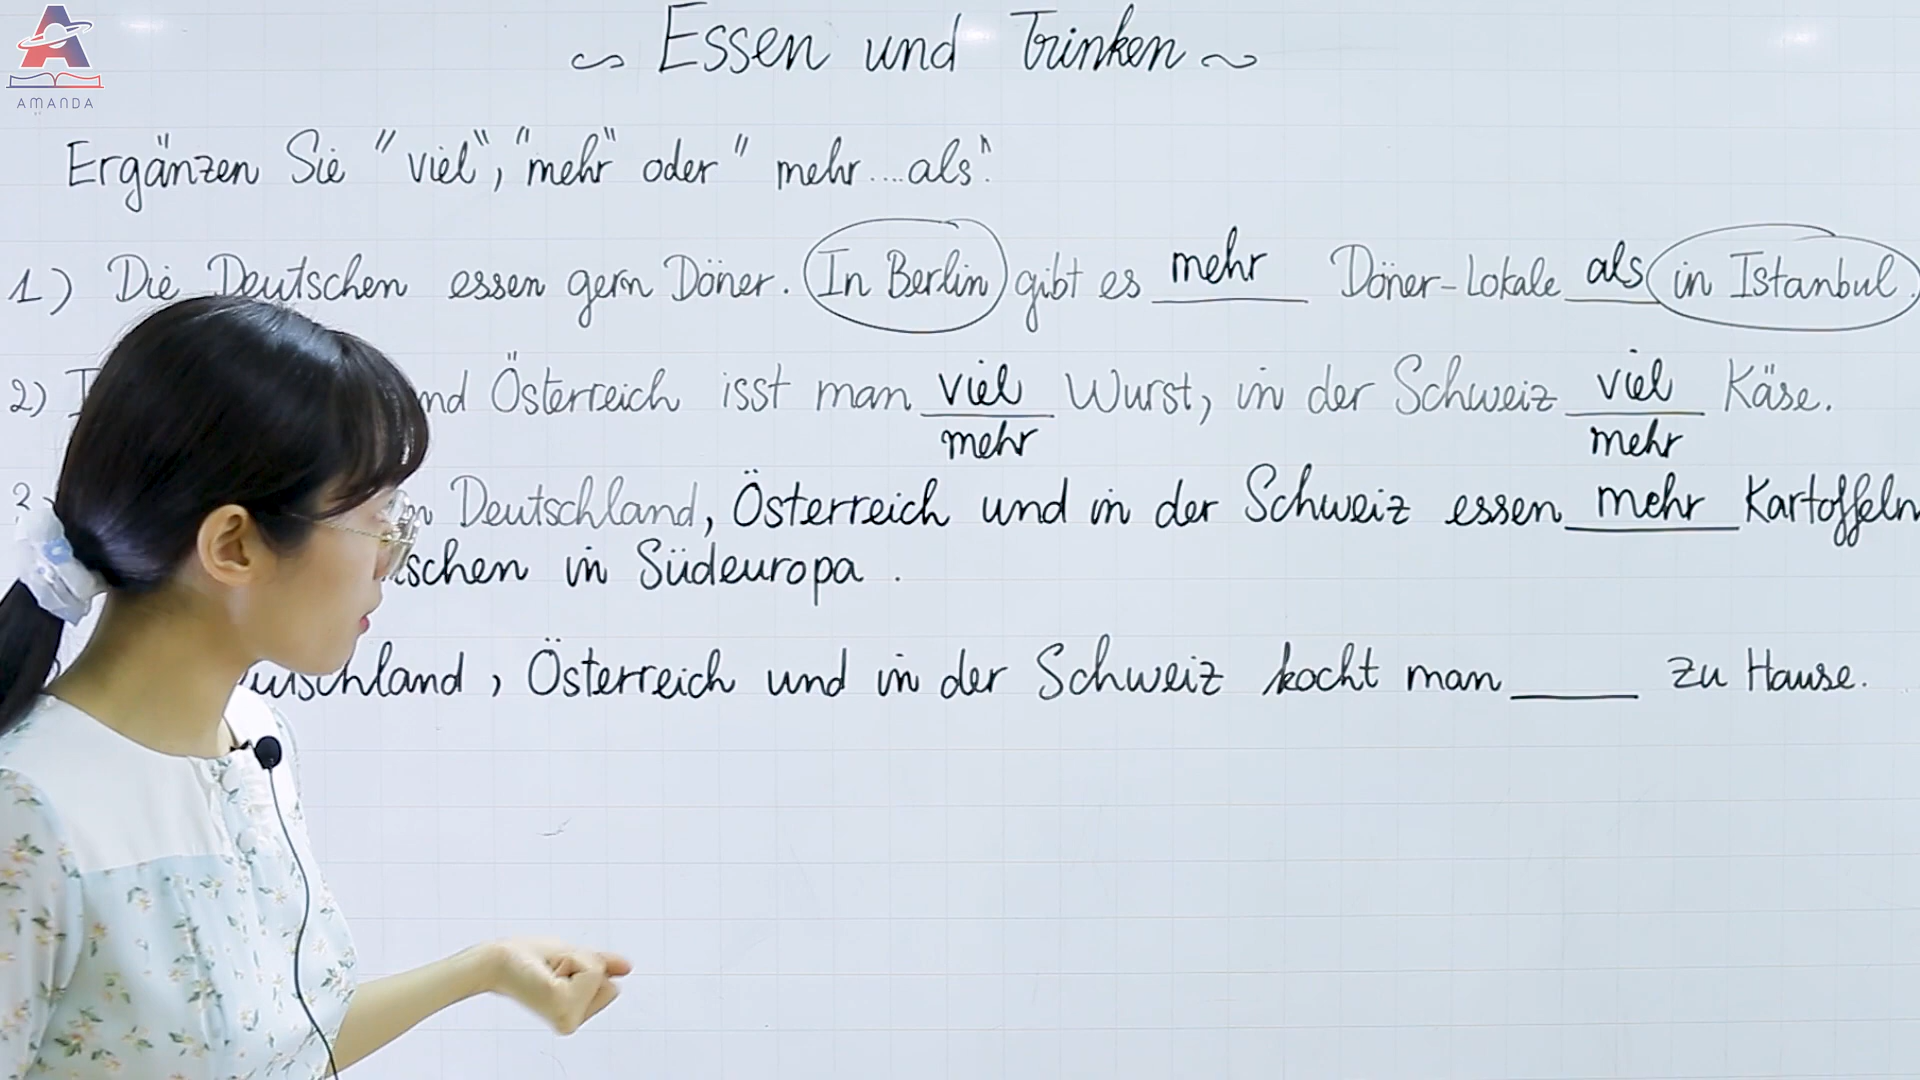 AMANDA
~ Essen und Trinken ~
Ergänzen Sie "viel", "mehr" oder "mehr....als".
1) Die Deutschen essen gern Döner. In Berlin gibt es mehr Döner-Lokale als in Istanbul.
2) Österreich isst man viel Wurst, in der Schweiz viel Käse.
mehr mehr
Deutschland, Österreich und in der Schweiz essen mehr Kartoffeln
in Südeuropa.
Österreich und in der Schweiz kocht man ____ zu Hause.